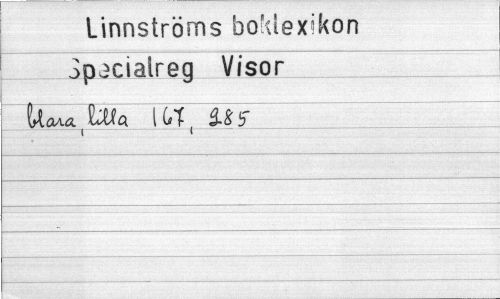 Linnströms boklexikon
Specialreg Visor
Clara, lilla 167, 285